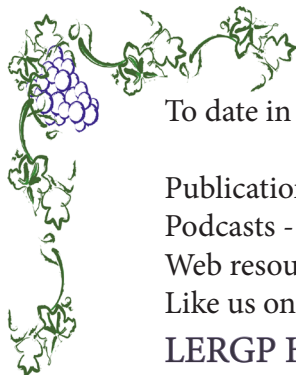 To date in
Publication
Podcasts -
Web resou
Like us on
LERGP